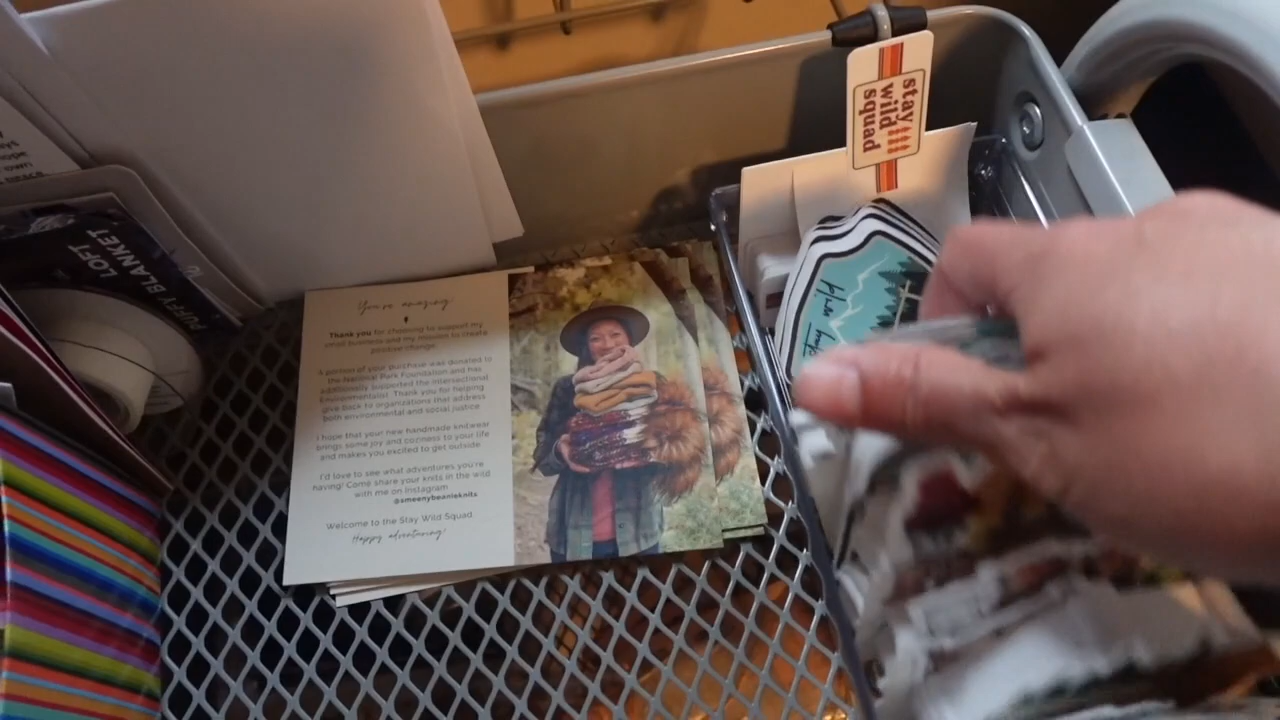 stay
wild
squad
LOFT
PUFFY BLANKET
You're amazing
Thank you for choosing to support my
small business and my mission to create
positive change.
A portion of your purchase was donated to
the National Park Foundation and has
additionally supported the Intersectional
Environmentalist. Thank you for helping
give back to organizations that address
both environmental and social justice.
I hope that your new handmade knitwear
brings some joy and coziness to your life
and makes you excited to get outside.
I'd love to see what adventures you're
having! Come share your knits in the wild
with me on Instagram
@ameenybeanieknits
Welcome to the Stay Wild Squad.
Happy adventuring!